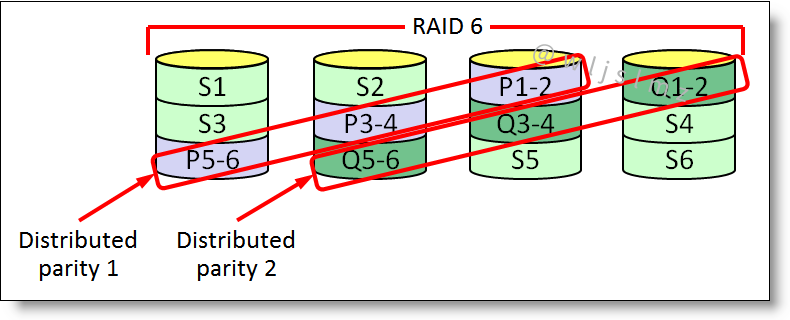 RAID 6
S1 S2 P1-2 Q1-2
S3 P3-4 Q3-4 S4
P5-6 Q5-6 S5 S6
Distributed
parity 1
Distributed
parity 2